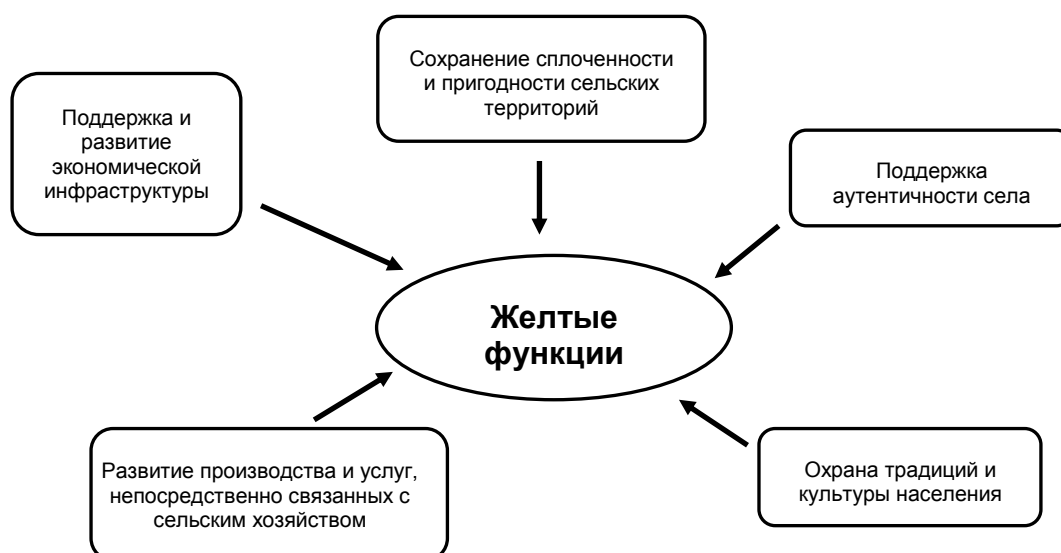 Сохранение сплоченности
и пригодности сельских
территорий
Поддержка и
развитие
экономической
инфраструктуры
Поддержка
аутентичности села
Желтые
функции
Развитие производства и услуг,
непосредственно связанных с
сельским хозяйством
Охрана традиций и
культуры населения